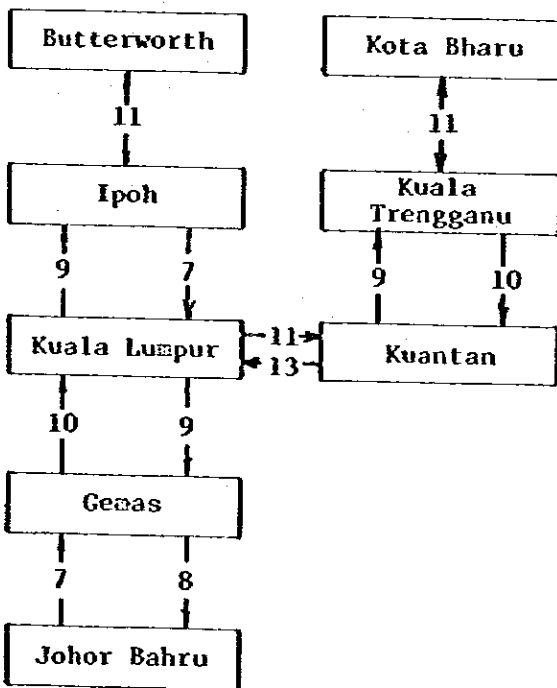 Butterworth
Kota Bharu
11
11
Ipoh
Kuala
Trengganu
9
7
9
10
Kuala Lumpur
11
13
Kuantan
10
9
Gemas
7
8
Johor Bahru